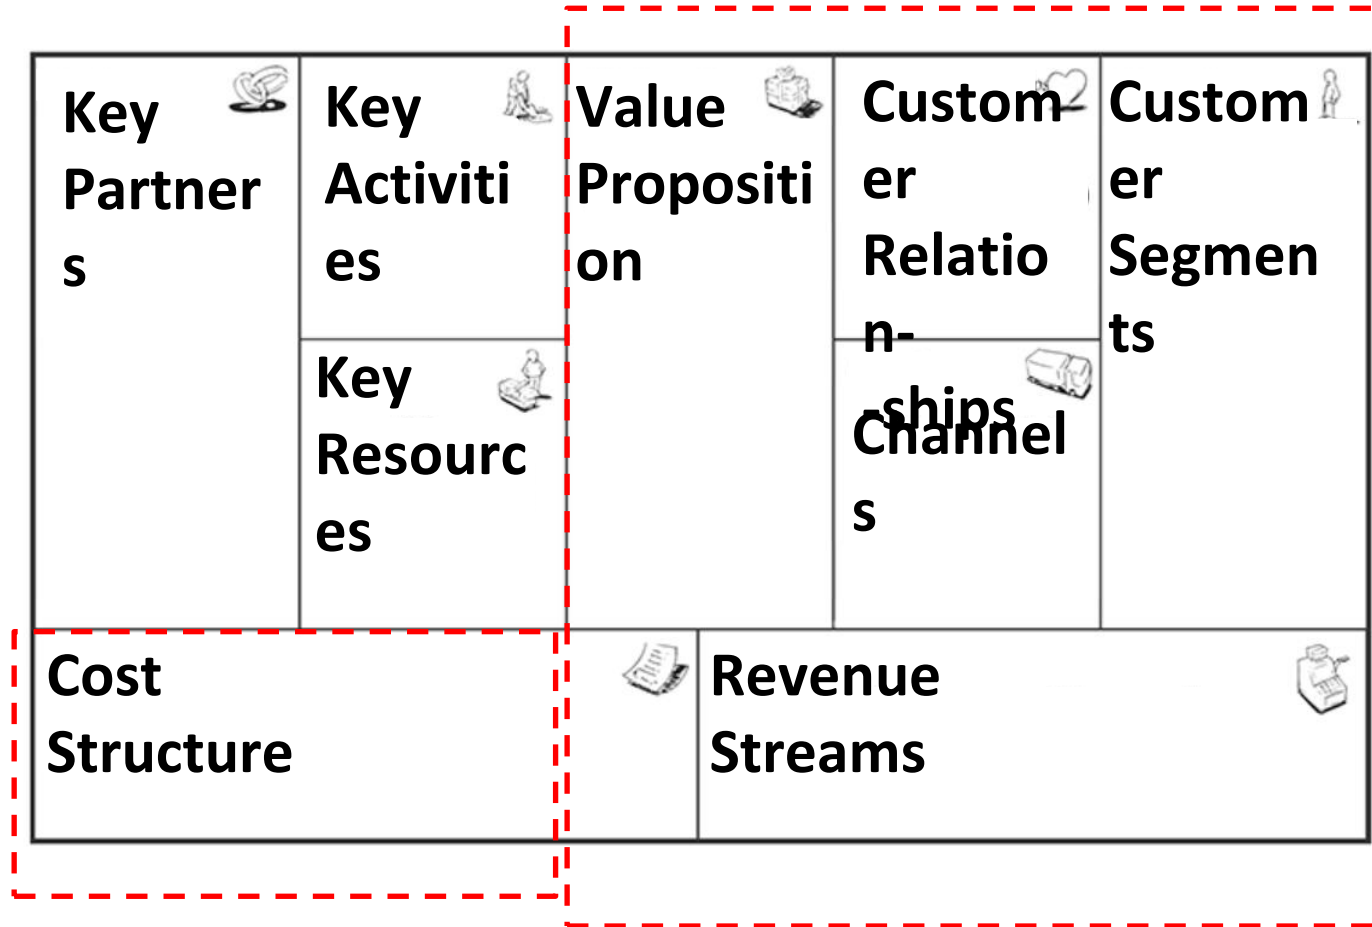 Key
Partner
s
Key
Activiti
es
Key
Resourc
es
Value
Propositi
on
Custom
er
Relatio
n-
-ships
Channel
s
Custom
er
Segmen
ts
Cost
Structure
Revenue
Streams